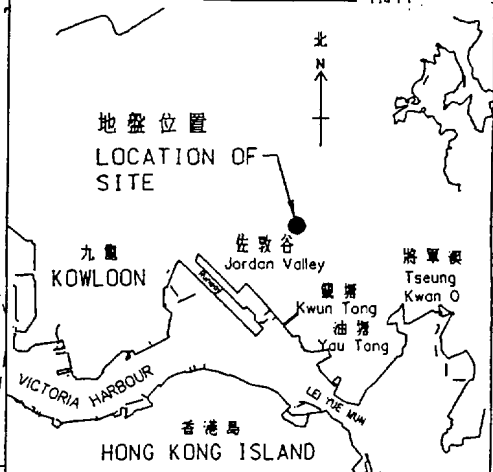 北
N
地盤位置
LOCATION OF
SITE
佐敦谷
Jordan Valley
九龍
KOWLOON
Runway
將軍澳
Tseung
Kwan O
觀塘
Kwun Tong
油塘
Yau Tong
VICTORIA HARBOUR
LEI YUE MUN
香港島
HONG KONG ISLAND